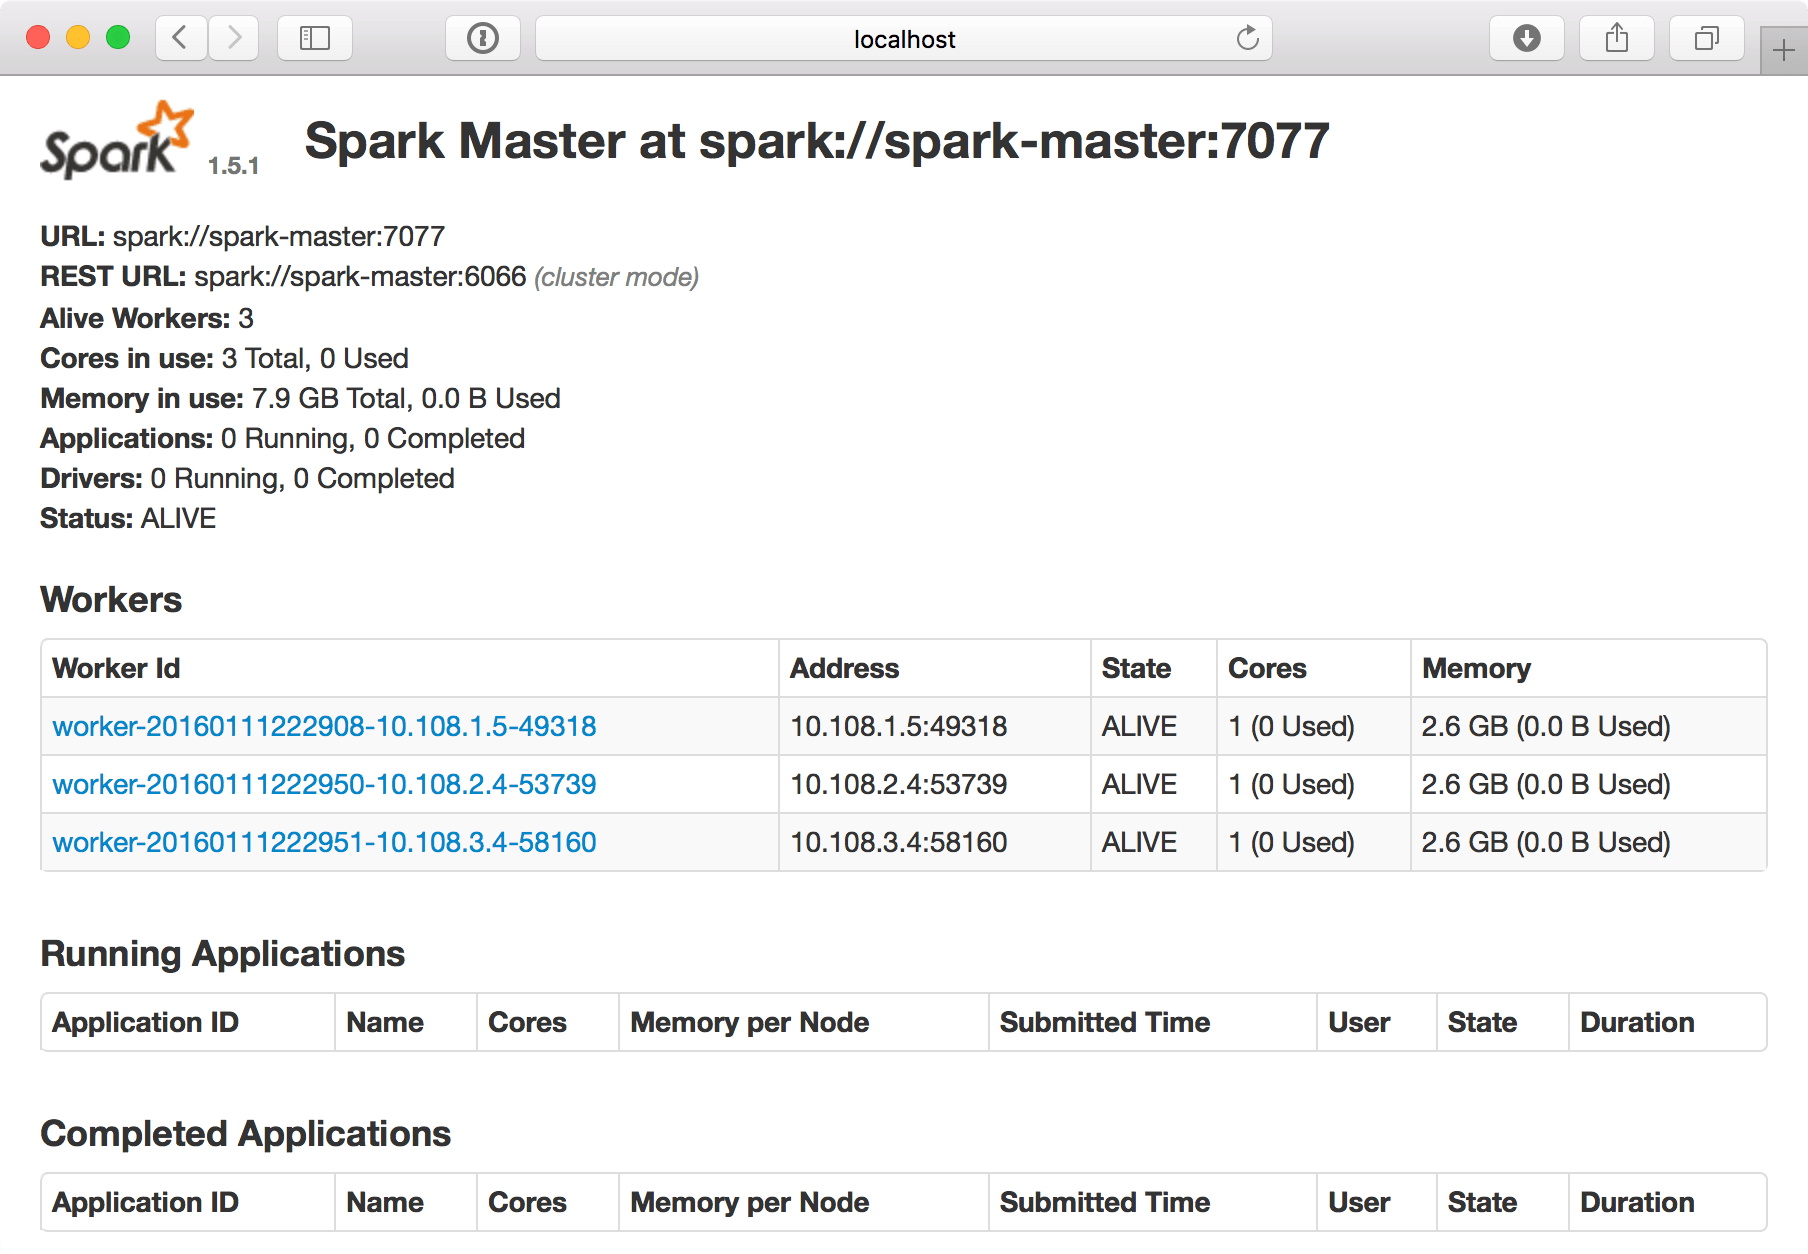 localhost
Spark 1.5.1 Spark Master at spark://spark-master:7077
URL: spark://spark-master:7077
REST URL: spark://spark-master:6066 (cluster mode)
Alive Workers: 3
Cores in use: 3 Total, 0 Used
Memory in use: 7.9 GB Total, 0.0 B Used
Applications: 0 Running, 0 Completed
Drivers: 0 Running, 0 Completed
Status: ALIVE
Workers
Worker Id Address State Cores Memory
worker-20160111222908-10.108.1.5-49318 10.108.1.5:49318 ALIVE 1 (0 Used) 2.6 GB (0.0 B Used)
worker-20160111222950-10.108.2.4-53739 10.108.2.4:53739 ALIVE 1 (0 Used) 2.6 GB (0.0 B Used)
worker-20160111222951-10.108.3.4-58160 10.108.3.4:58160 ALIVE 1 (0 Used) 2.6 GB (0.0 B Used)
Running Applications
Application ID Name Cores Memory per Node Submitted Time User State Duration
Completed Applications
Application ID Name Cores Memory per Node Submitted Time User State Duration